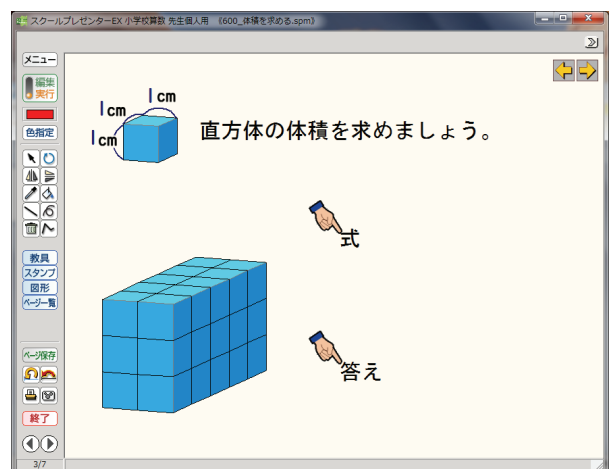 スクールプレゼンターEX 小学校算数 先生個人用 《600_体積を求める.spm》
メニュー
編集
実行
色指定
教具
スタンプ
図形
ページ一覧
ページ保存
終了
3/7
1cm
1cm
1cm
直方体の体積を求めましょう。
式
答え